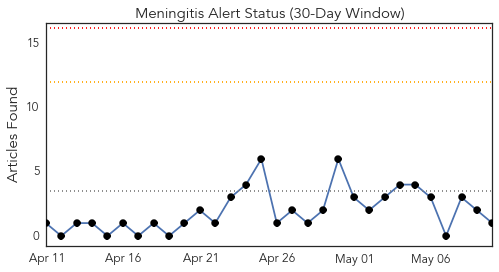 Meningitis Alert Status (30-Day Window)
Articles Found
15
10
5
0
Apr 11
Apr 16
Apr 21
Apr 26
May 01
May 06